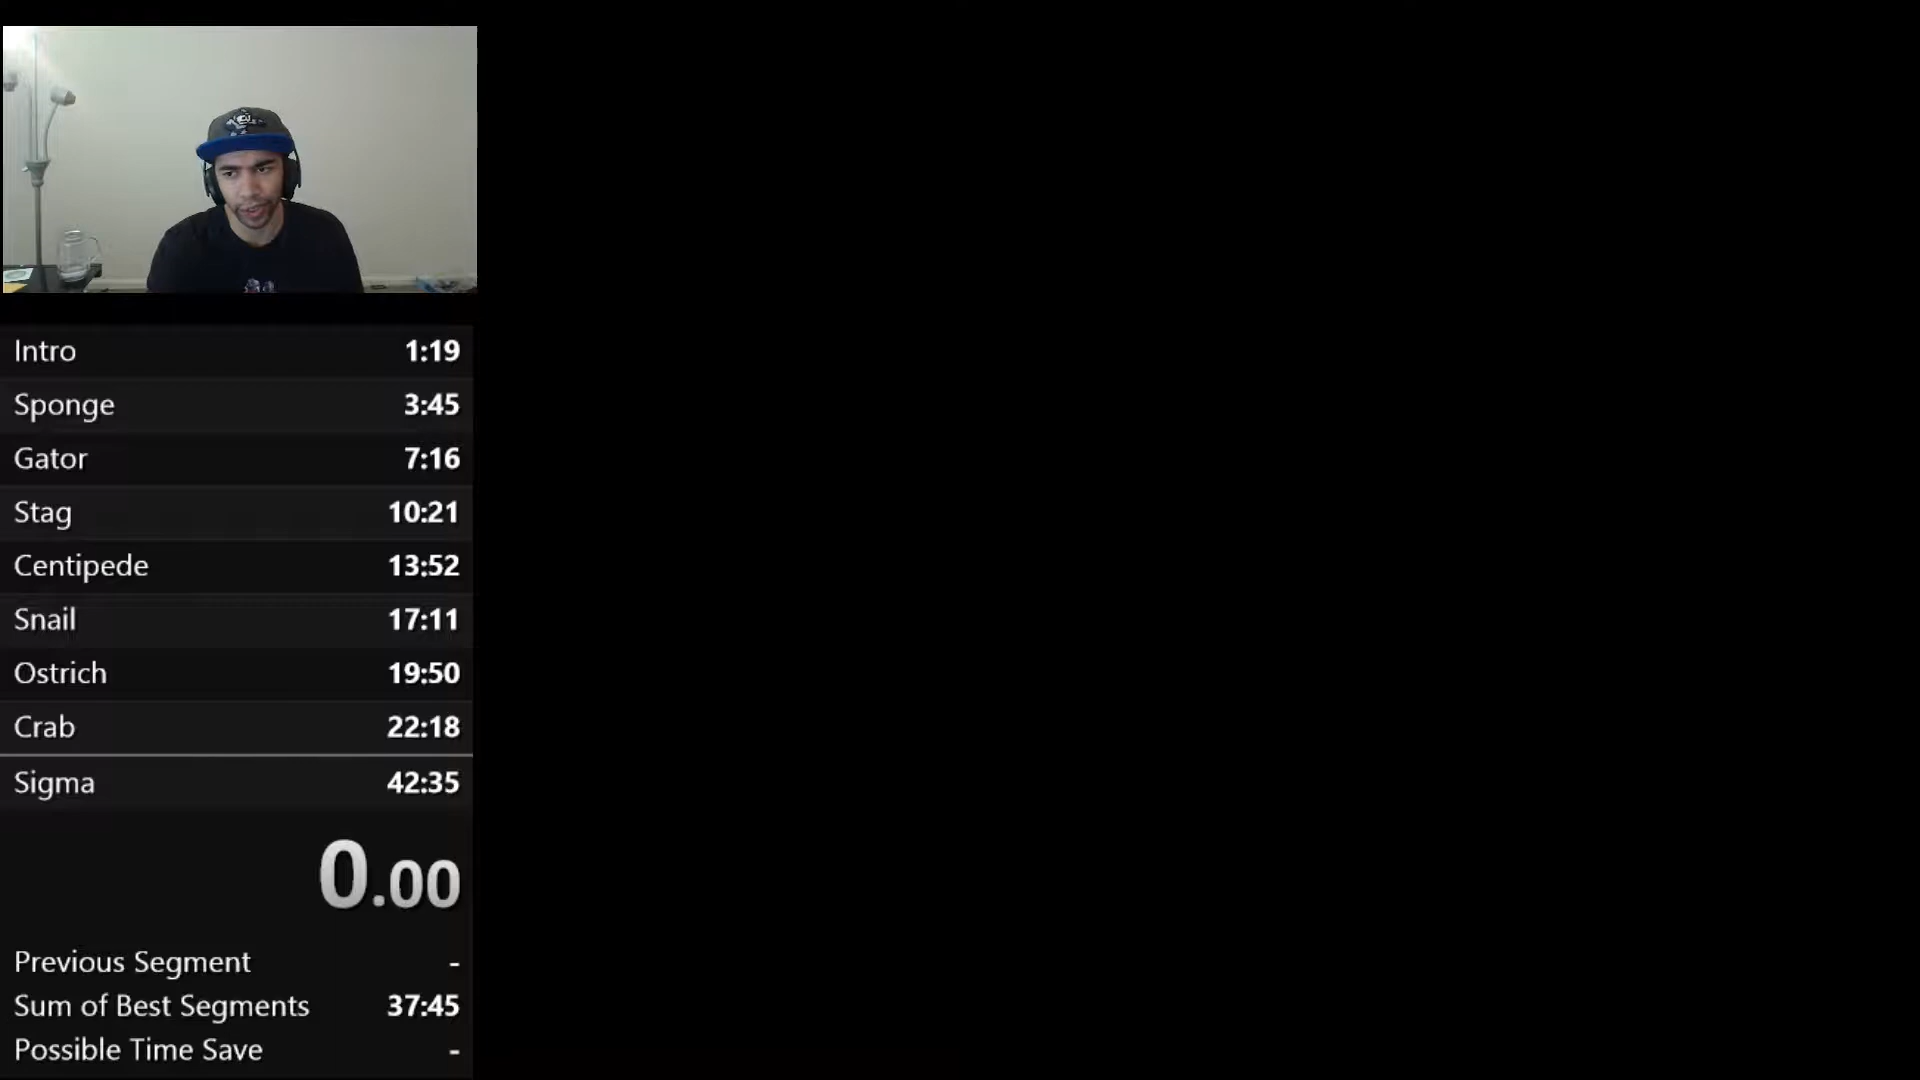 Intro 1:19
Sponge 3:45
Gator 7:16
Stag 10:21
Centipede 13:52
Snail 17:11
Ostrich 19:50
Crab 22:18
Sigma 42:35
0.00
Previous Segment -
Sum of Best Segments 37:45
Possible Time Save -